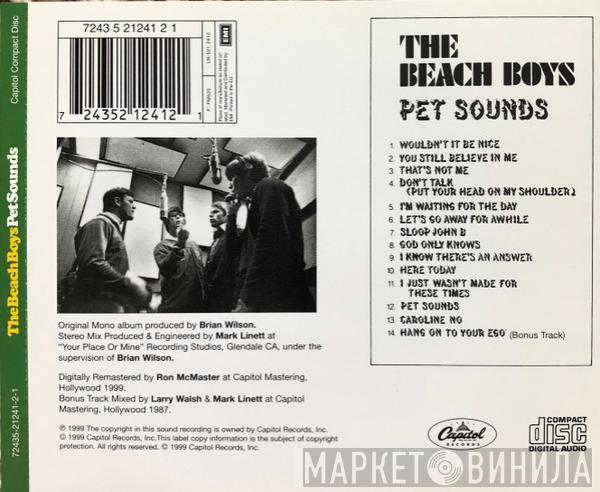 Capitol Compact Disc
The Beach Boys Pet Sounds
72435-21241-2-1
7243 5 21241 2 1
7 24352 12412 1
UK 521 2412
F: PM520
EMI
THE
BEACH BOYS
PET SOUNDS
1. WOULDN'T IT BE NICE
2. YOU STILL BELIEVE IN ME
3. THAT'S NOT ME
4. DON'T TALK
(PUT YOUR HEAD ON MY SHOULDER)
5. I'M WAITING FOR THE DAY
6. LET'S GO AWAY FOR AWHILE
7. SLOOP JOHN B
8. GOD ONLY KNOWS
9. I KNOW THERE'S AN ANSWER
10. HERE TODAY
11. I JUST WASN'T MADE FOR
THESE TIMES
12. PET SOUNDS
13. CAROLINE NO
14. HANG ON TO YOUR EGO (Bonus Track)
Original Mono album produced by Brian Wilson.
Stereo Mix Produced & Engineered by Mark Linett at
"Your Place Or Mine" Recording Studios, Glendale CA, under the
supervision of Brian Wilson.
Digitally Remastered by Ron McMaster at Capitol Mastering,
Hollywood 1999.
Bonus Track Mixed by Larry Walsh & Mark Linett at Capitol
Mastering, Hollywood 1987.
℗ 1999 The copyright in this sound recording is owned by Capitol Records, Inc.
© 1999 Capitol Records, Inc. This label copy information is the subject of copyright
protection. All rights reserved. © 1999 Capitol Records, Inc.
Capitol
RECORDS
COMPACT
disc
DIGITAL AUDIO
МАРКЕТ ВИНИЛА